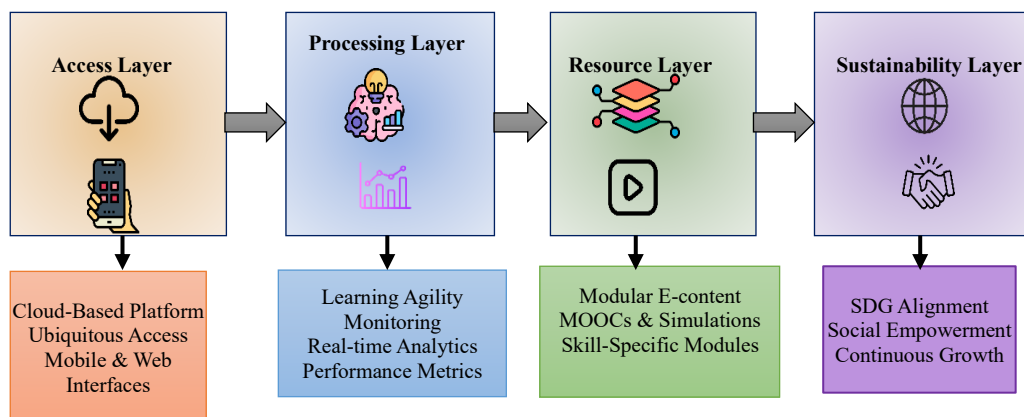 Access Layer
Processing Layer
Resource Layer
Sustainability Layer
Cloud-Based Platform
Ubiquitous Access
Mobile & Web
Interfaces
Learning Agility
Monitoring
Real-time Analytics
Performance Metrics
Modular E-content
MOOCs & Simulations
Skill-Specific Modules
SDG Alignment
Social Empowerment
Continuous Growth